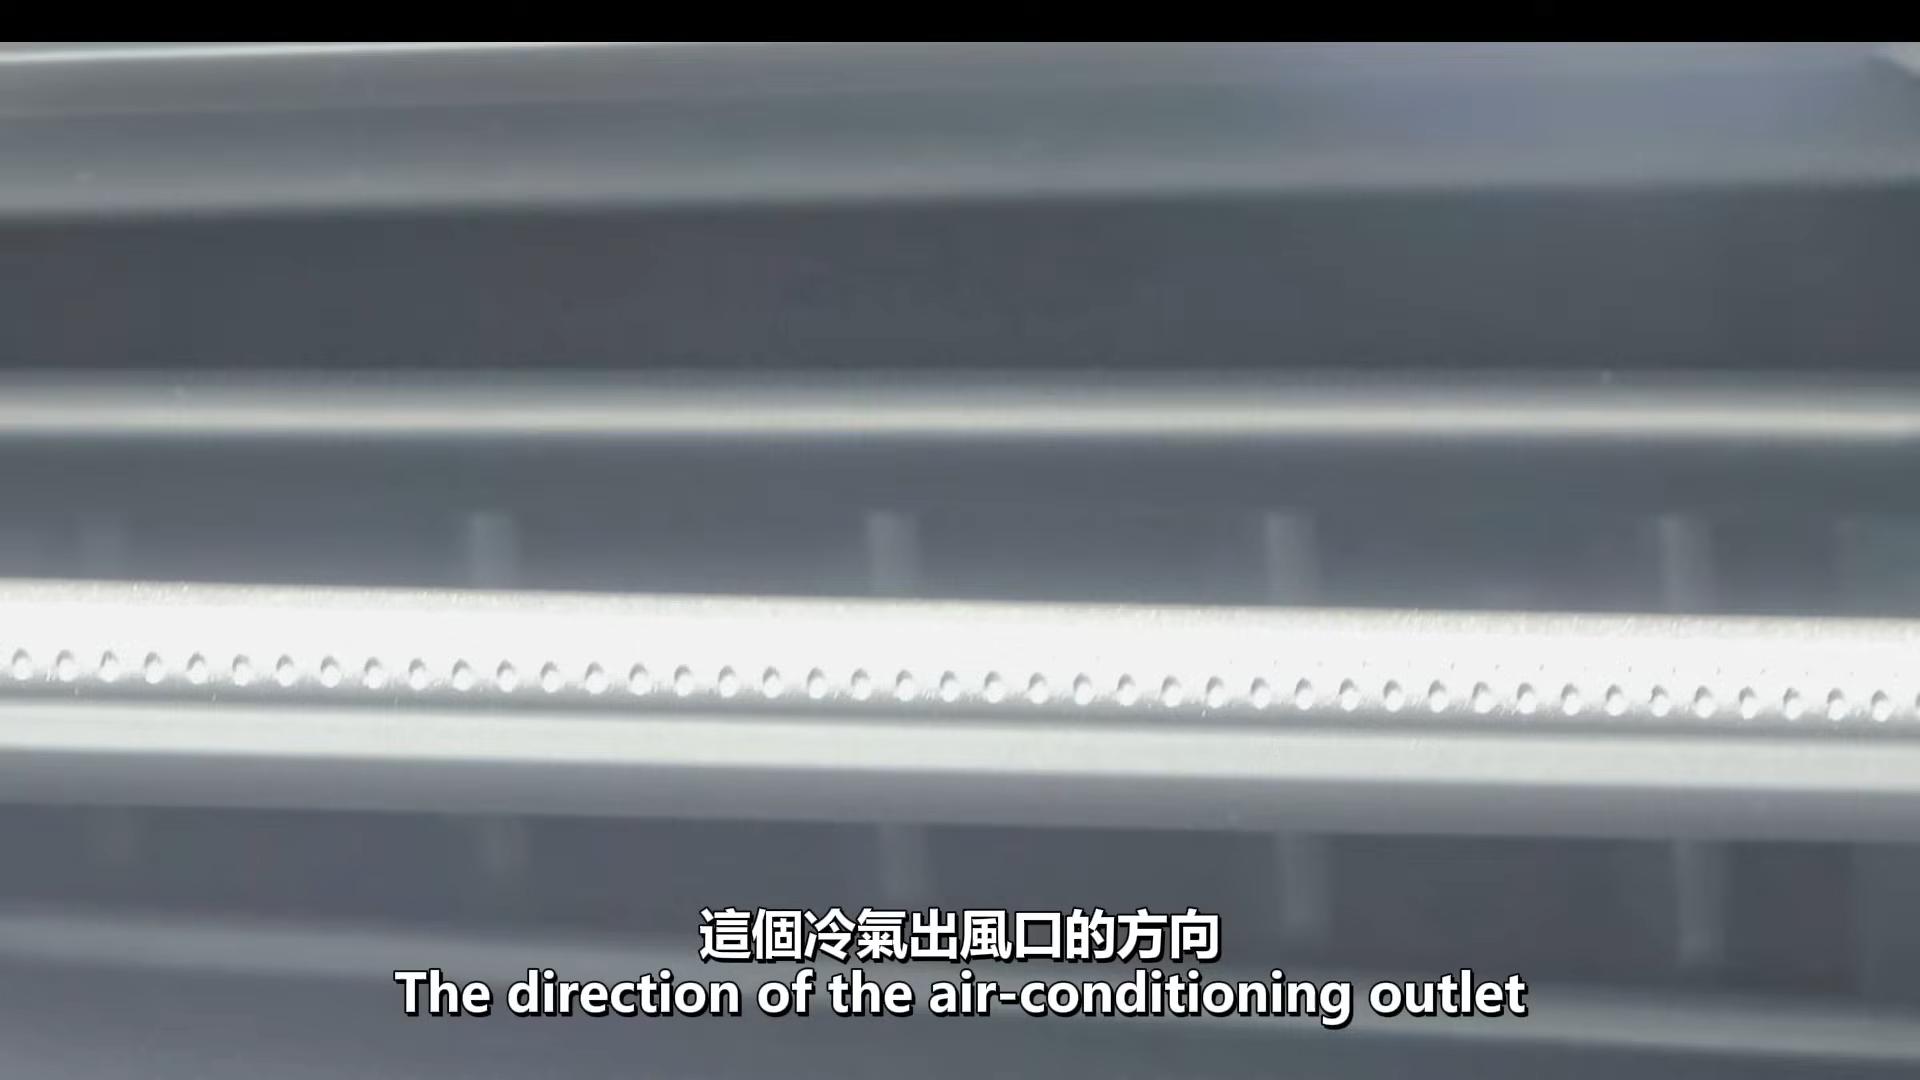 這個冷氣出風口的方向
The direction of the air-conditioning outlet